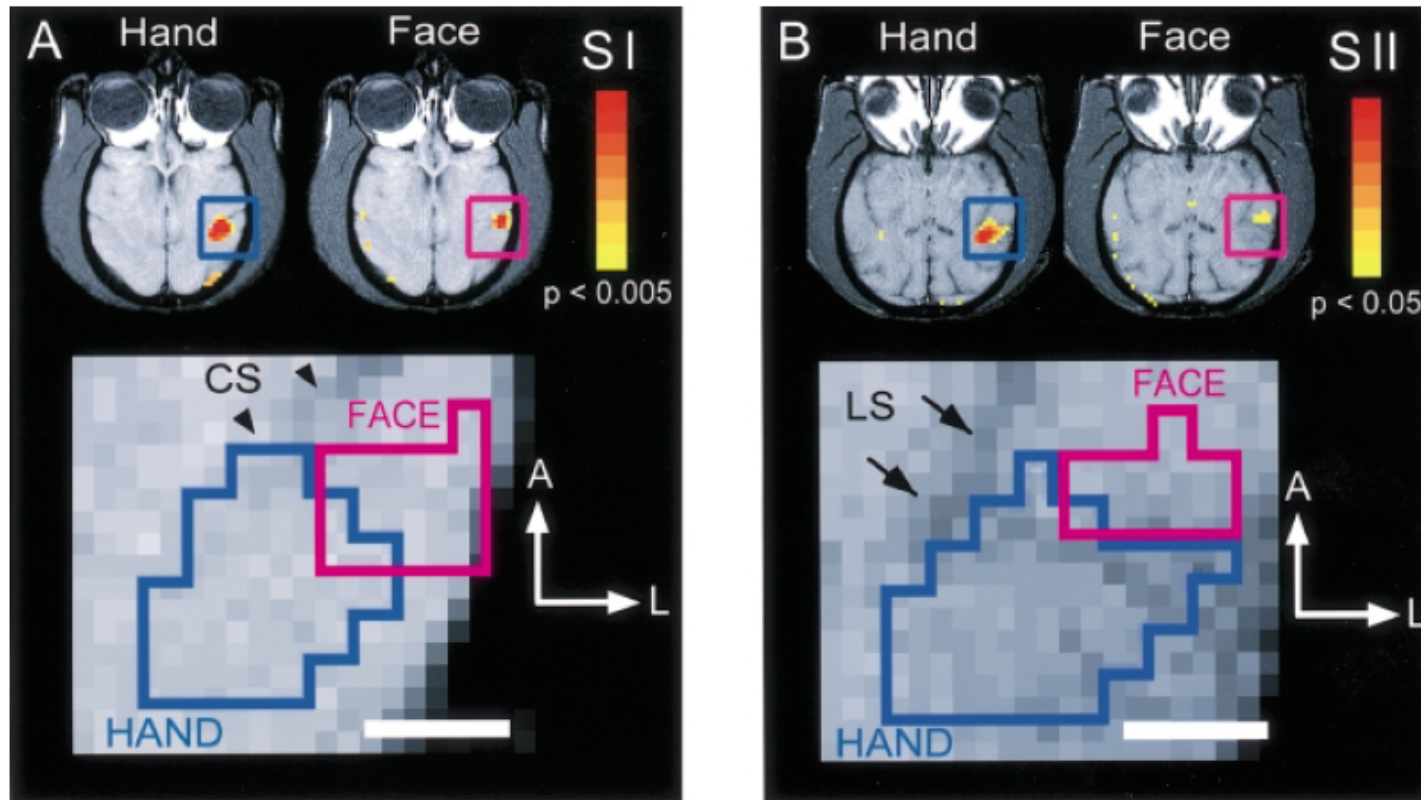 A Hand Face S I
p < 0.005
CS
FACE
A
L
HAND
B Hand Face S II
p < 0.05
LS
FACE
A
L
HAND